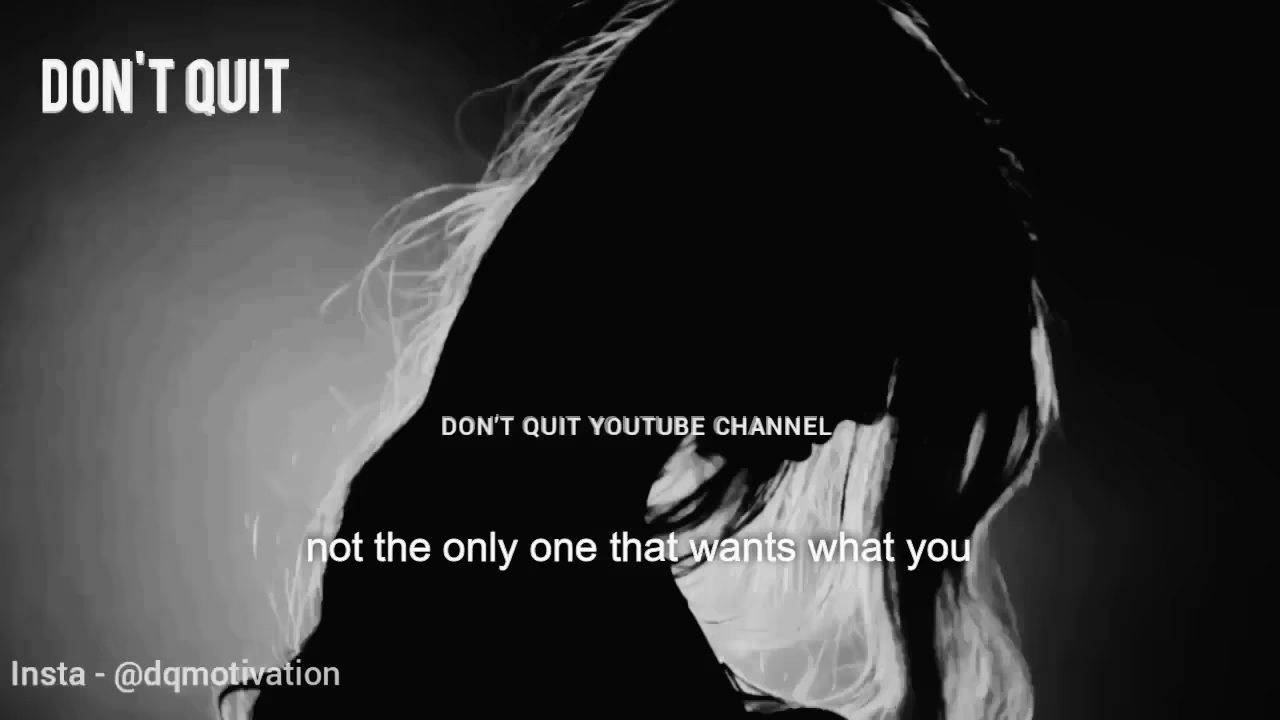 DON'T QUIT
DON'T QUIT YOUTUBE CHANNEL
not the only one that wants what you
Insta - @dqmotivation